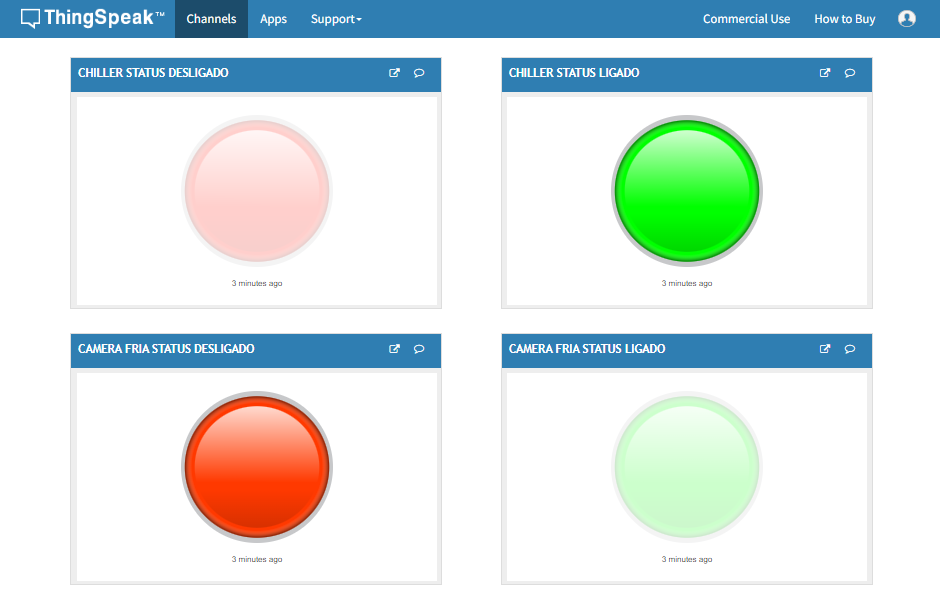 ThingSpeak™ Channels Apps Support Commercial Use How to Buy
CHILLER STATUS DESLIGADO
3 minutes ago
CHILLER STATUS LIGADO
3 minutes ago
CAMERA FRIA STATUS DESLIGADO
3 minutes ago
CAMERA FRIA STATUS LIGADO
3 minutes ago